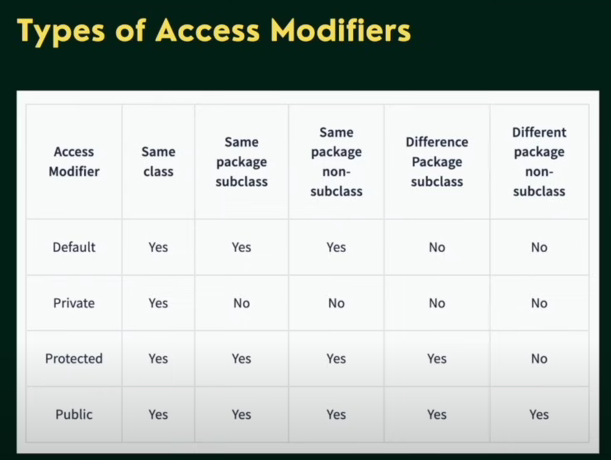 Types of Access Modifiers
Access Modifier | Same class | Same package subclass | Same package non-subclass | Difference Package subclass | Different package non-subclass
Default | Yes | Yes | Yes | No | No
Private | Yes | No | No | No | No
Protected | Yes | Yes | Yes | Yes | No
Public | Yes | Yes | Yes | Yes | Yes